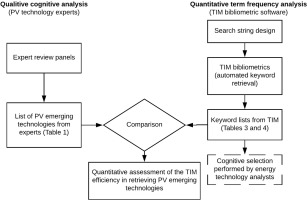 Qualitive cognitive analysis
(PV technology experts)
Quantitative term frequency analysis
(TIM bibliometric software)
Search string design
Expert review panels
TIM bibliometrics
(automated keyword
retrieval)
List of PV emerging
technologies from
experts (Table 1)
Comparison
Keyword lists from TIM
(Tables 3 and 4)
Quantitative assessment of the TIM
efficiency in retrieving PV emerging
technologies
Cognitive selection
performed by energy
technology analysts